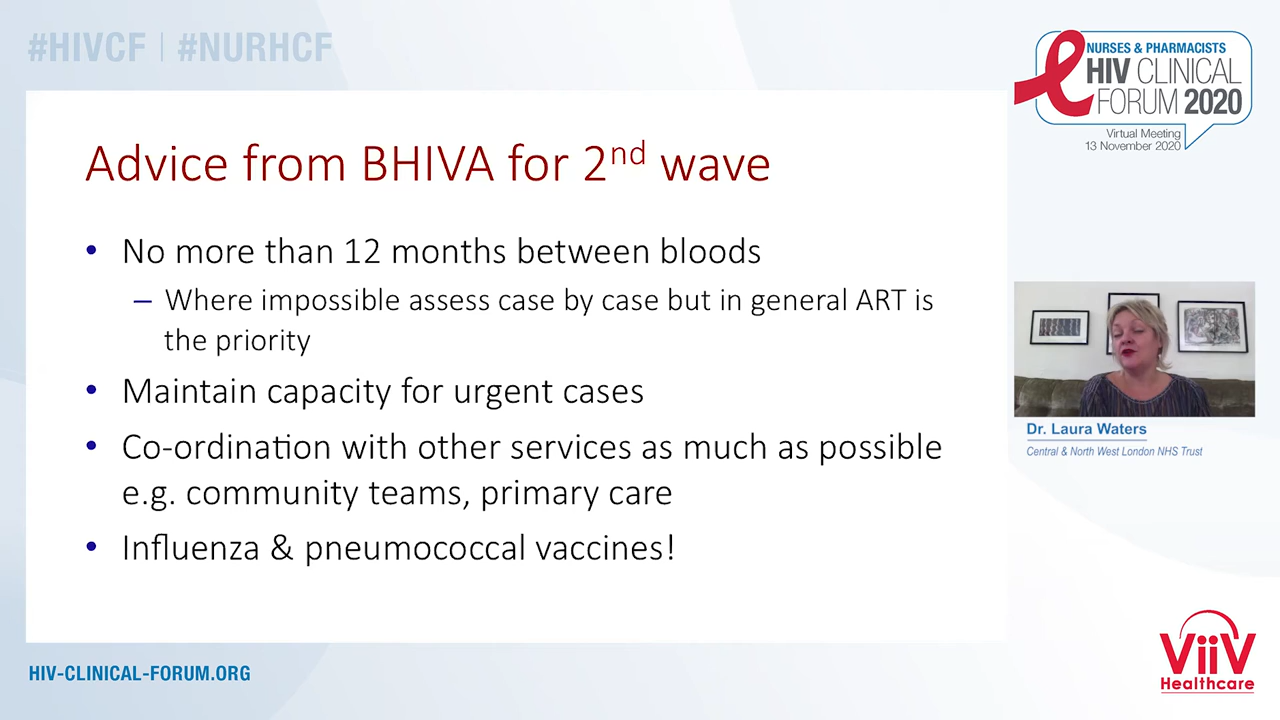 #HIVCF | #NURHCF
NURSES & PHARMACISTS
HIV CLINICAL
FORUM 2020
Virtual Meeting
13 November 2020
Advice from BHIVA for 2nd wave
• No more than 12 months between bloods
– Where impossible assess case by case but in general ART is
the priority
• Maintain capacity for urgent cases
• Co-ordination with other services as much as possible
e.g. community teams, primary care
• Influenza & pneumococcal vaccines!
Dr. Laura Waters
Central & North West London NHS Trust
HIV-CLINICAL-FORUM.ORG
ViiV
Healthcare